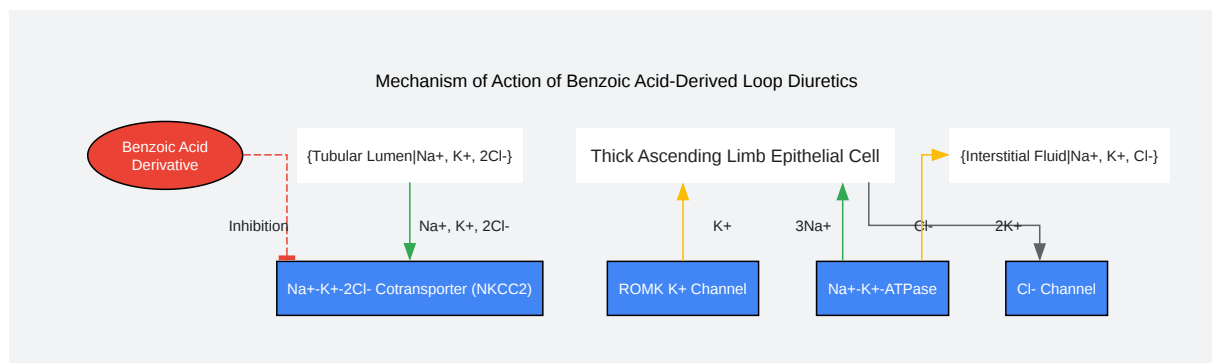 Mechanism of Action of Benzoic Acid-Derived Loop Diuretics
Benzoic Acid
Derivative
{Tubular Lumen|Na+, K+, 2Cl-}
Thick Ascending Limb Epithelial Cell
{Interstitial Fluid|Na+, K+, Cl-}
Inhibition
Na+, K+, 2Cl-
K+
3Na+
Cl-
2K+
Na+-K+-2Cl- Cotransporter (NKCC2)
ROMK K+ Channel
Na+-K+-ATPase
Cl- Channel